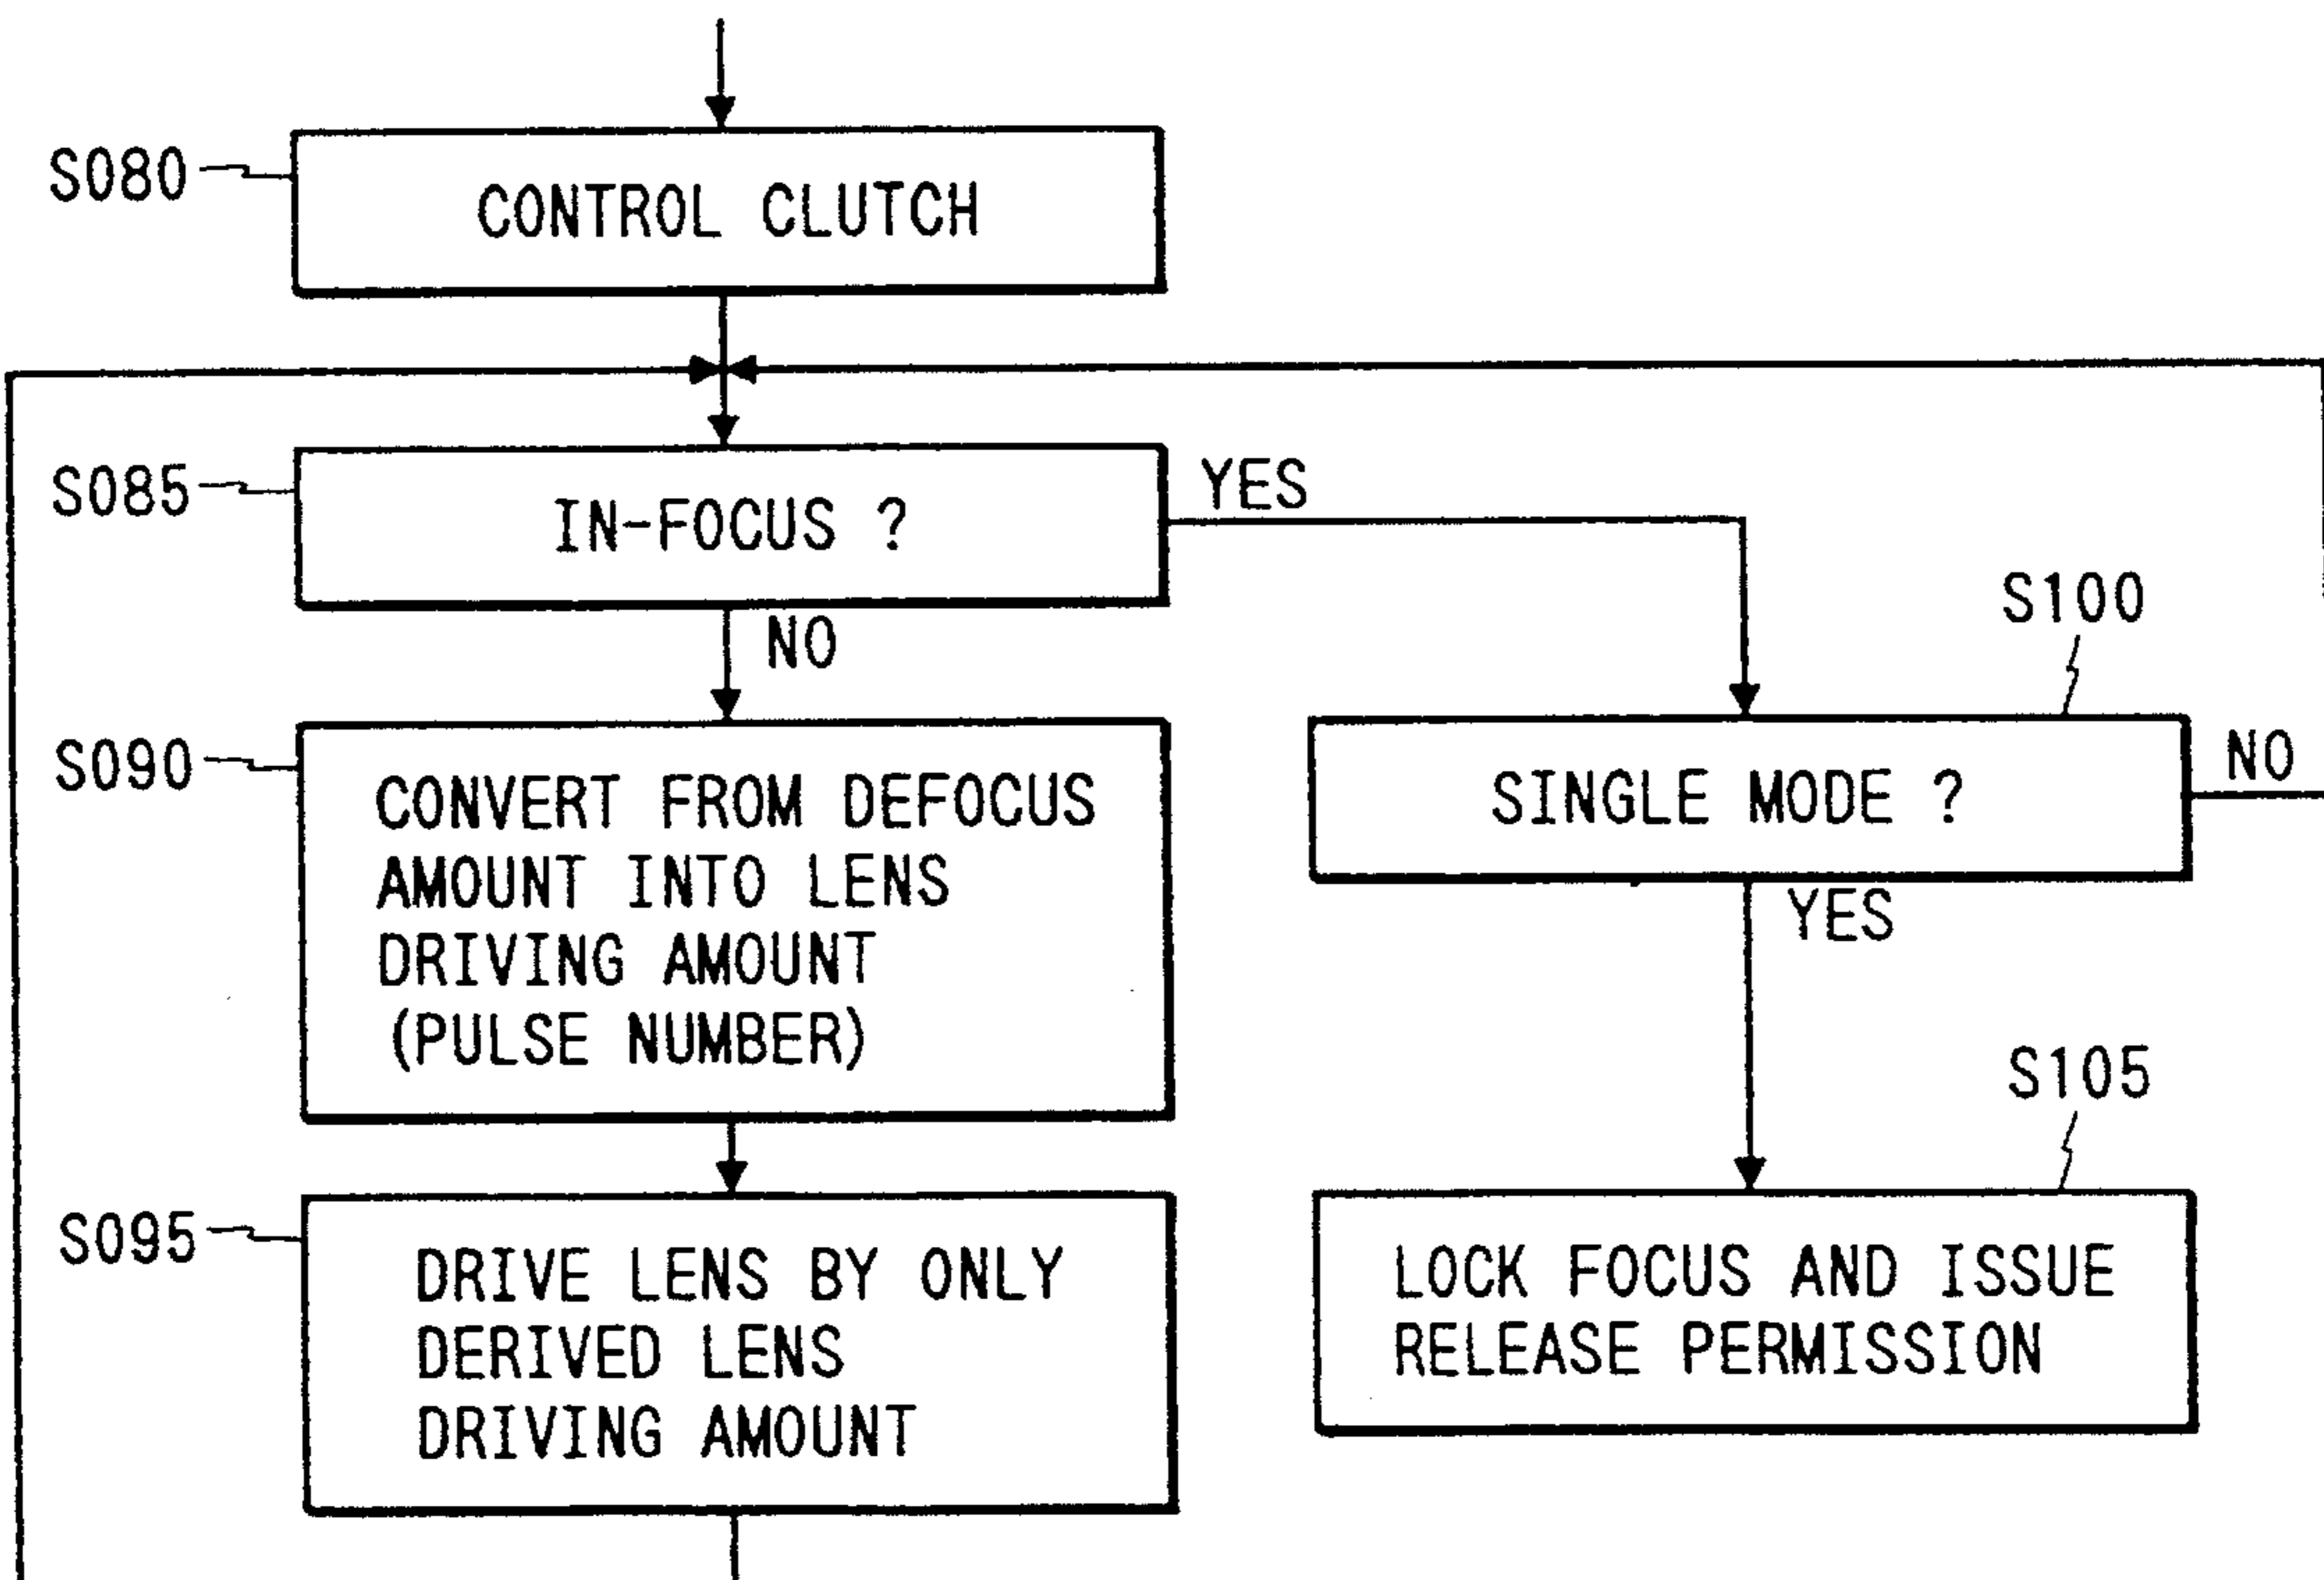 S080
CONTROL CLUTCH
S085
IN-FOCUS ?
YES
NO
S090
CONVERT FROM DEFOCUS
AMOUNT INTO LENS
DRIVING AMOUNT
(PULSE NUMBER)
S100
SINGLE MODE ?
NO
YES
S095
DRIVE LENS BY ONLY
DERIVED LENS
DRIVING AMOUNT
S105
LOCK FOCUS AND ISSUE
RELEASE PERMISSION